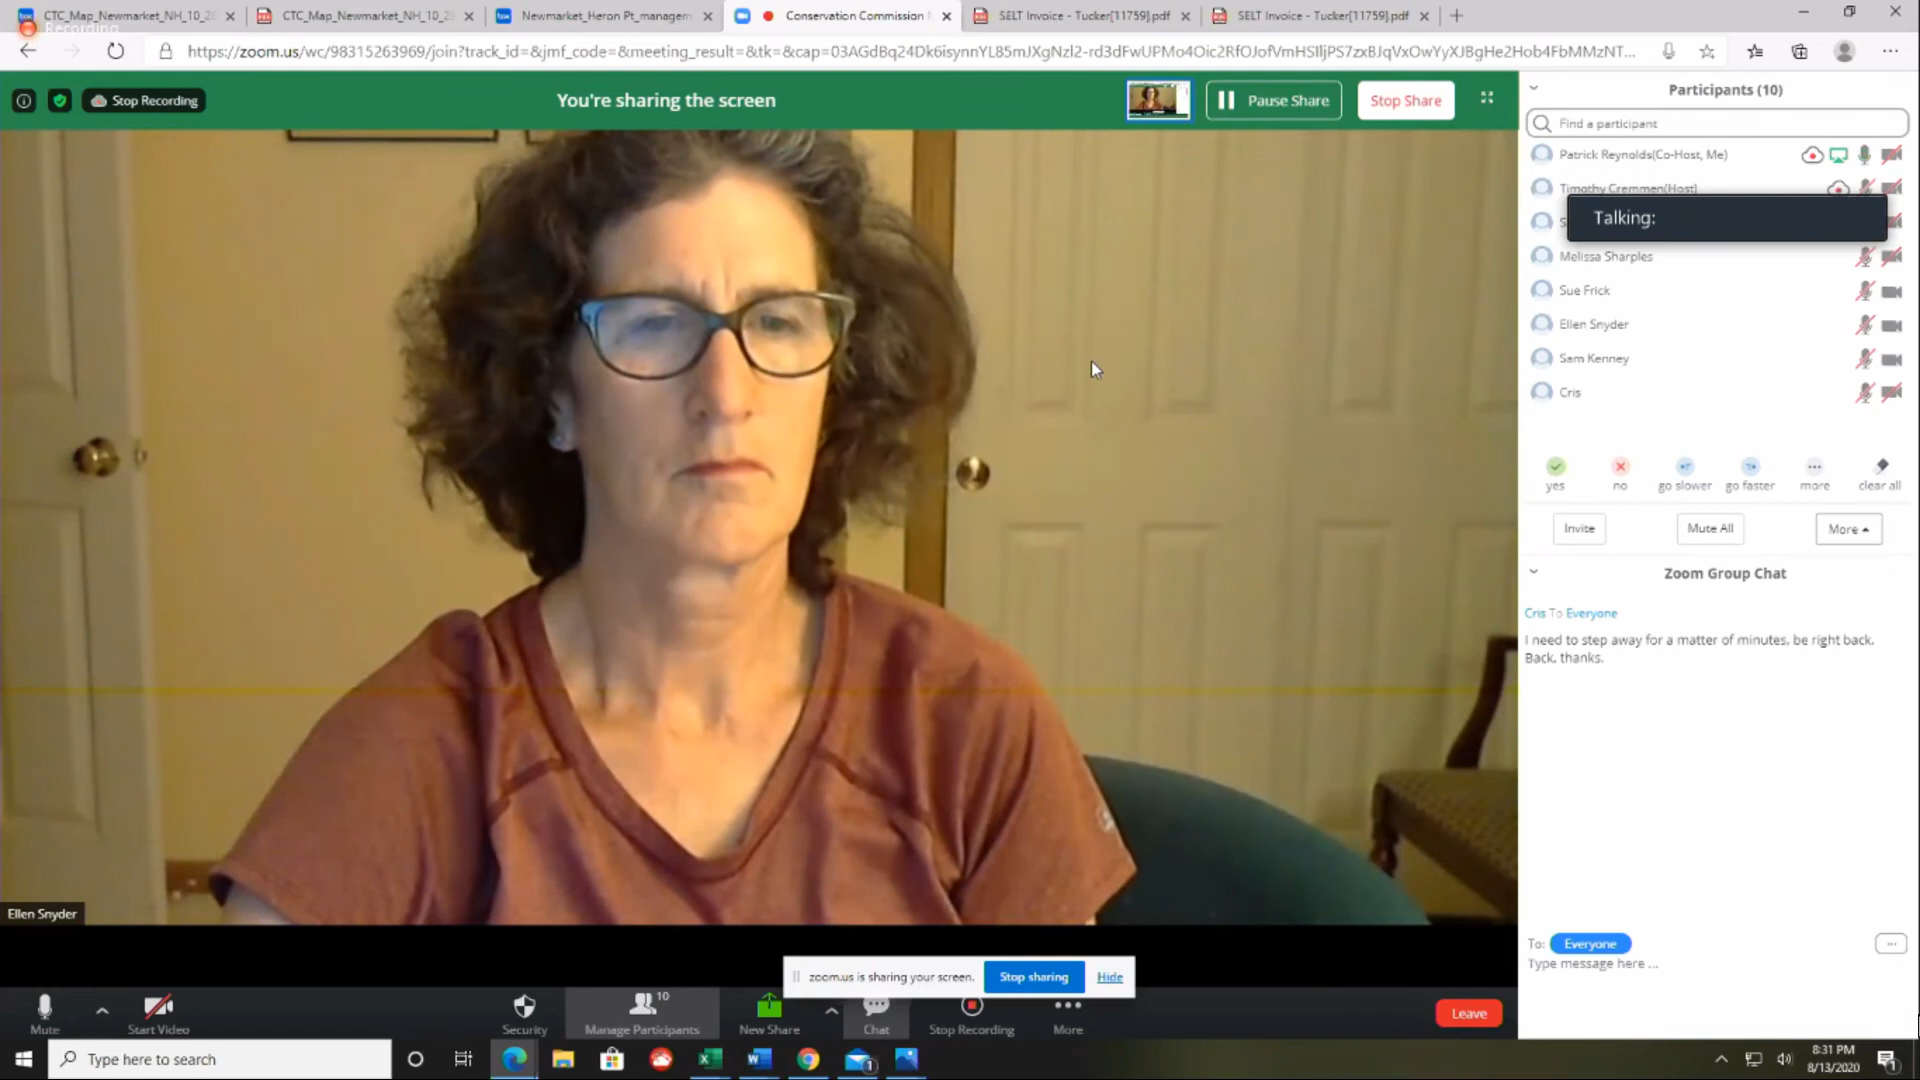 CTC_Map_Newmarket_NH_10_28
CTC_Map_Newmarket_NH_10_28
Newmarket_Heron Pt_managem
Conservation Commission
SELT Invoice - Tucker[11759].pdf
SELT Invoice - Tucker[11759].pdf
Recording
Stop Recording
You're sharing the screen
Pause Share
Stop Share
Participants (10)
Find a participant
Patrick Reynolds(Co-Host, Me)
Timothy Cremmen(Host)
Talking:
Melissa Sharples
Sue Frick
Ellen Snyder
Sam Kenney
Cris
yes
no
go slower
go faster
more
clear all
Invite
Mute All
More
Zoom Group Chat
Cris To Everyone
I need to step away for a matter of minutes, be right back.
Back, thanks.
Ellen Snyder
To: Everyone
Type message here ...
zoom.us is sharing your screen.
Stop sharing
Hide
Mute
Start Video
Security
Manage Participants
10
New Share
Chat
Stop Recording
More
Leave
Type here to search
8:31 PM
8/13/2020